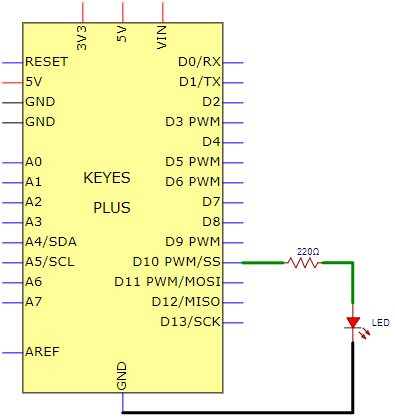 3V3
5V
VIN
RESET
5V
GND
GND
A0
A1
A2
A3
A4/SDA
A5/SCL
A6
A7
AREF
KEYES
PLUS
D0/RX
D1/TX
D2
D3 PWM
D4
D5 PWM
D6 PWM
D7
D8
D9 PWM
D10 PWM/SS
D11 PWM/MOSI
D12/MISO
D13/SCK
GND
220Ω
LED